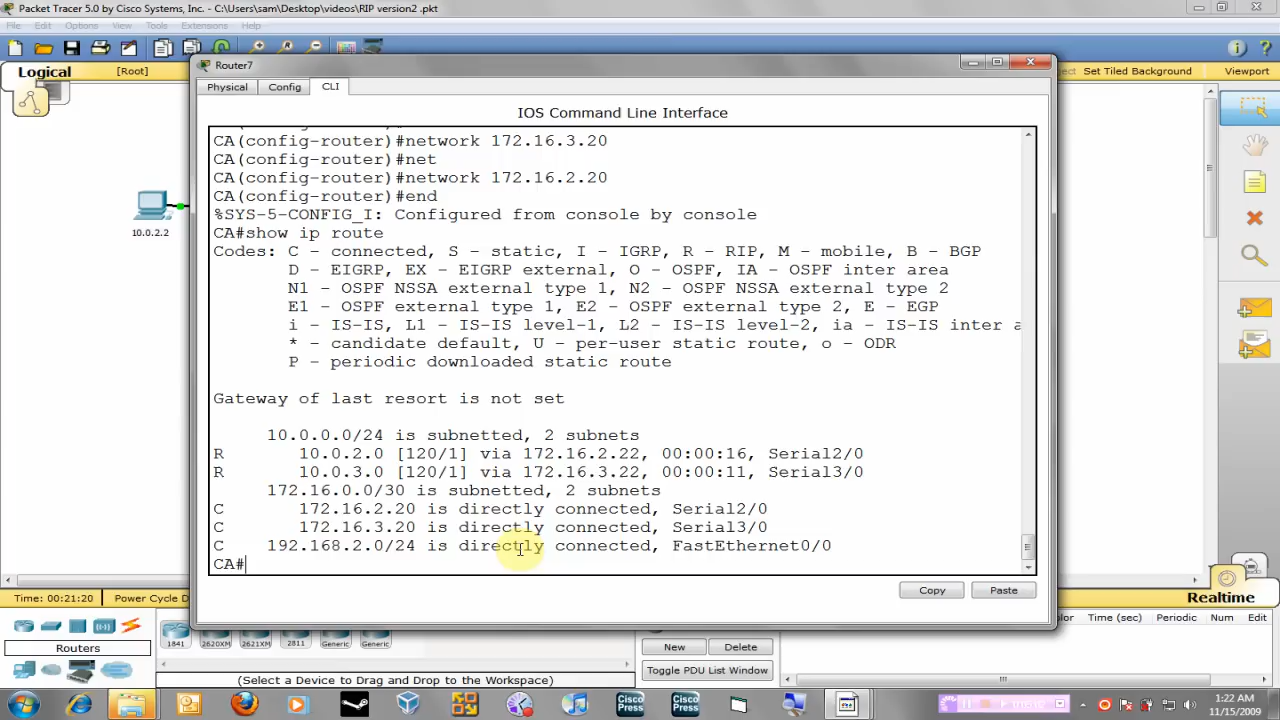 Packet Tracer 5.0 by Cisco Systems, Inc. - C:\Users\sam\Desktop\videos\RIP version2 .pkt
File Edit Options View Tools Extensions Help
Logical
[Root]
Set Tiled Background
Viewport
Router7
Physical Config CLI
IOS Command Line Interface
CA(config-router)#network 172.16.3.20
CA(config-router)#net
CA(config-router)#network 172.16.2.20
CA(config-router)#end
%SYS-5-CONFIG_I: Configured from console by console
CA#show ip route
Codes: C - connected, S - static, I - IGRP, R - RIP, M - mobile, B - BGP
D - EIGRP, EX - EIGRP external, O - OSPF, IA - OSPF inter area
N1 - OSPF NSSA external type 1, N2 - OSPF NSSA external type 2
E1 - OSPF external type 1, E2 - OSPF external type 2, E - EGP
i - IS-IS, L1 - IS-IS level-1, L2 - IS-IS level-2, ia - IS-IS inter a
* - candidate default, U - per-user static route, o - ODR
P - periodic downloaded static route
Gateway of last resort is not set
10.0.0.0/24 is subnetted, 2 subnets
R 10.0.2.0 [120/1] via 172.16.2.22, 00:00:16, Serial2/0
R 10.0.3.0 [120/1] via 172.16.3.22, 00:00:11, Serial3/0
172.16.0.0/30 is subnetted, 2 subnets
C 172.16.2.20 is directly connected, Serial2/0
C 172.16.3.20 is directly connected, Serial3/0
C 192.168.2.0/24 is directly connected, FastEthernet0/0
CA#
Copy Paste
10.0.2.2
Time: 00:21:20 Power Cycle D
Realtime
Routers
1841 2620XM 2621XM 2811 Generic Generic
(Select a Device to Drag and Drop to the Workspace)
New Delete
Toggle PDU List Window
Time (sec) Periodic Num Edit
Cisco Press
Cisco Press
1:22 AM
11/15/2009